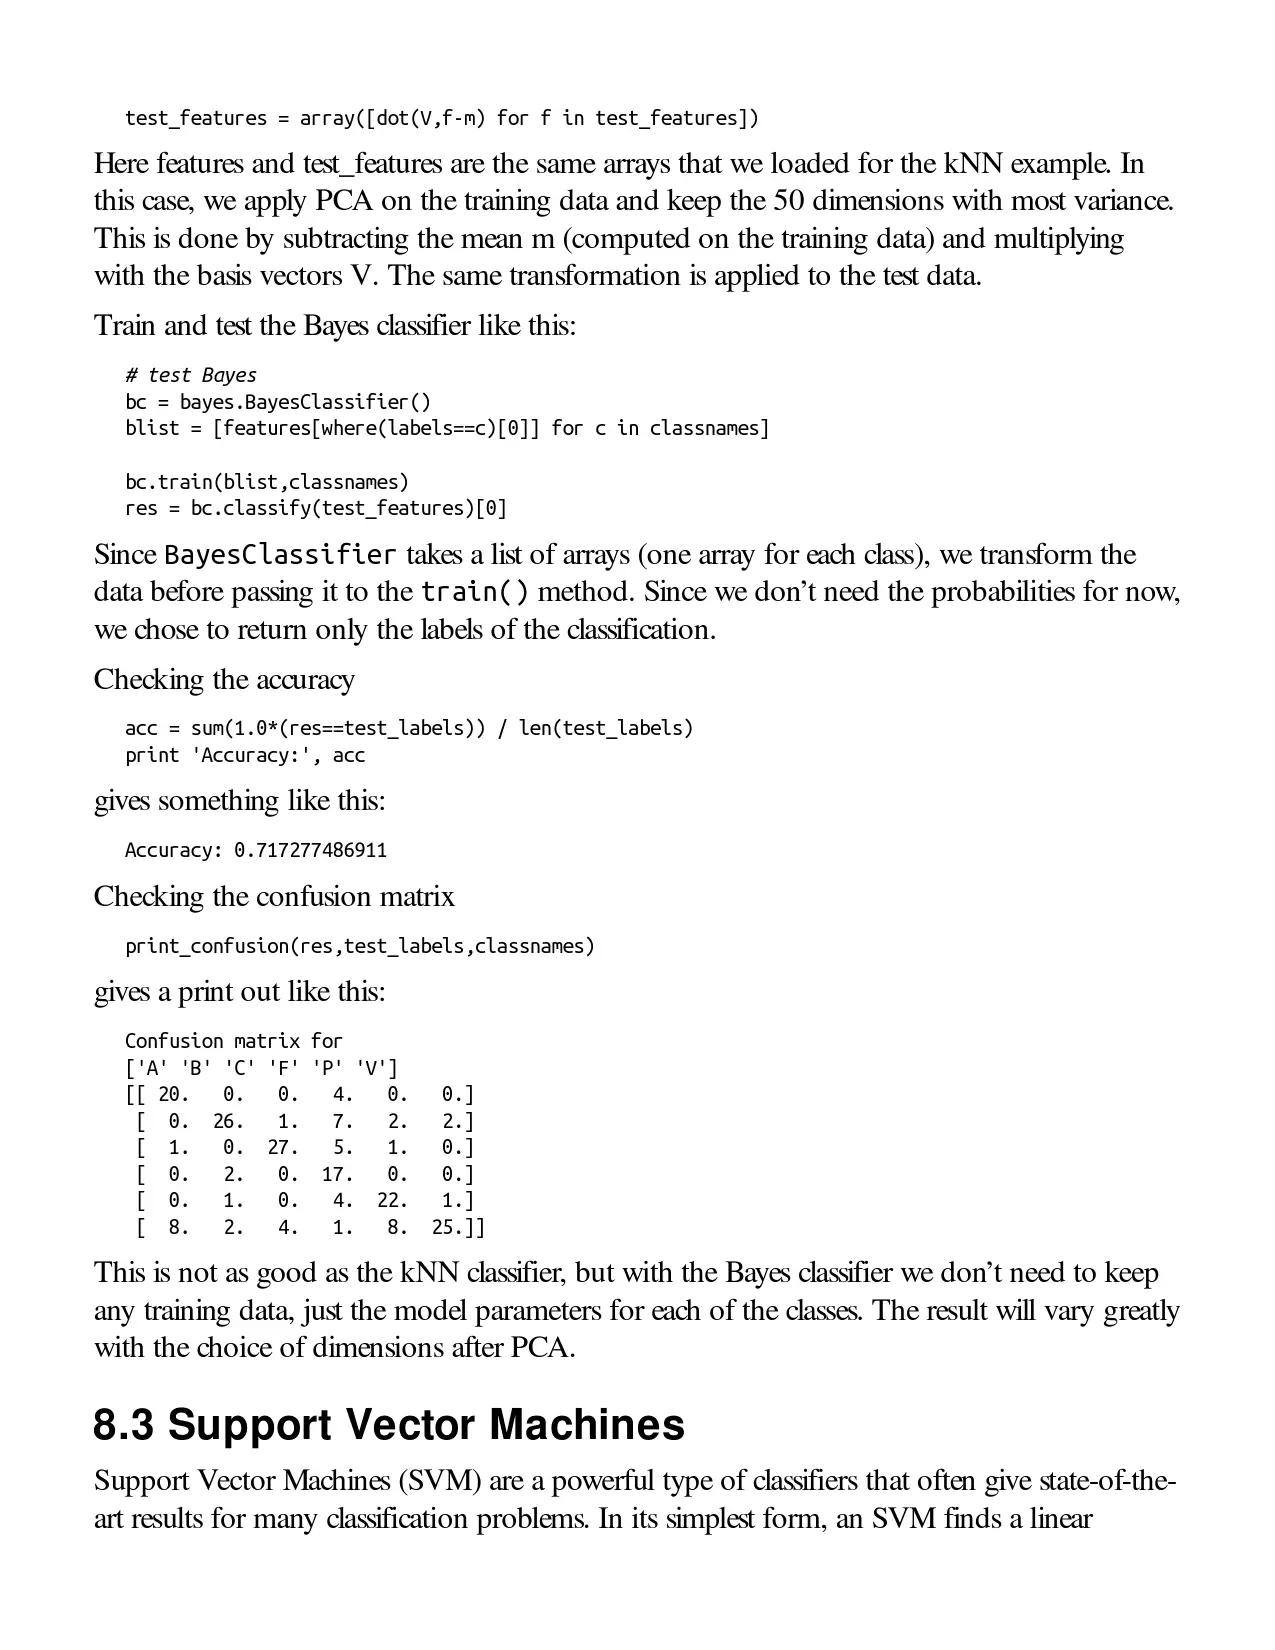 test_features = array([dot(V,f-m) for f in test_features])
Here features and test_features are the same arrays that we loaded for the kNN example. In
this case, we apply PCA on the training data and keep the 50 dimensions with most variance.
This is done by subtracting the mean m (computed on the training data) and multiplying
with the basis vectors V. The same transformation is applied to the test data.
Train and test the Bayes classifier like this:
# test Bayes
bc = bayes.BayesClassifier()
blist = [features[where(labels==c)[0]] for c in classnames]
bc.train(blist,classnames)
res = bc.classify(test_features)[0]
Since BayesClassifier takes a list of arrays (one array for each class), we transform the
data before passing it to the train() method. Since we don’t need the probabilities for now,
we chose to return only the labels of the classification.
Checking the accuracy
acc = sum(1.0*(res==test_labels)) / len(test_labels)
print 'Accuracy:', acc
gives something like this:
Accuracy: 0.717277486911
Checking the confusion matrix
print_confusion(res,test_labels,classnames)
gives a print out like this:
Confusion matrix for
['A' 'B' 'C' 'F' 'P' 'V']
[[ 20.   0.   0.   4.   0.   0.]
 [  0.  26.   1.   7.   2.   2.]
 [  1.   0.  27.   5.   1.   0.]
 [  0.   2.   0.  17.   0.   0.]
 [  0.   1.   0.   4.  22.   1.]
 [  8.   2.   4.   1.   8.  25.]]
This is not as good as the kNN classifier, but with the Bayes classifier we don’t need to keep
any training data, just the model parameters for each of the classes. The result will vary greatly
with the choice of dimensions after PCA.
8.3 Support Vector Machines
Support Vector Machines (SVM) are a powerful type of classifiers that often give state-of-the-
art results for many classification problems. In its simplest form, an SVM finds a linear